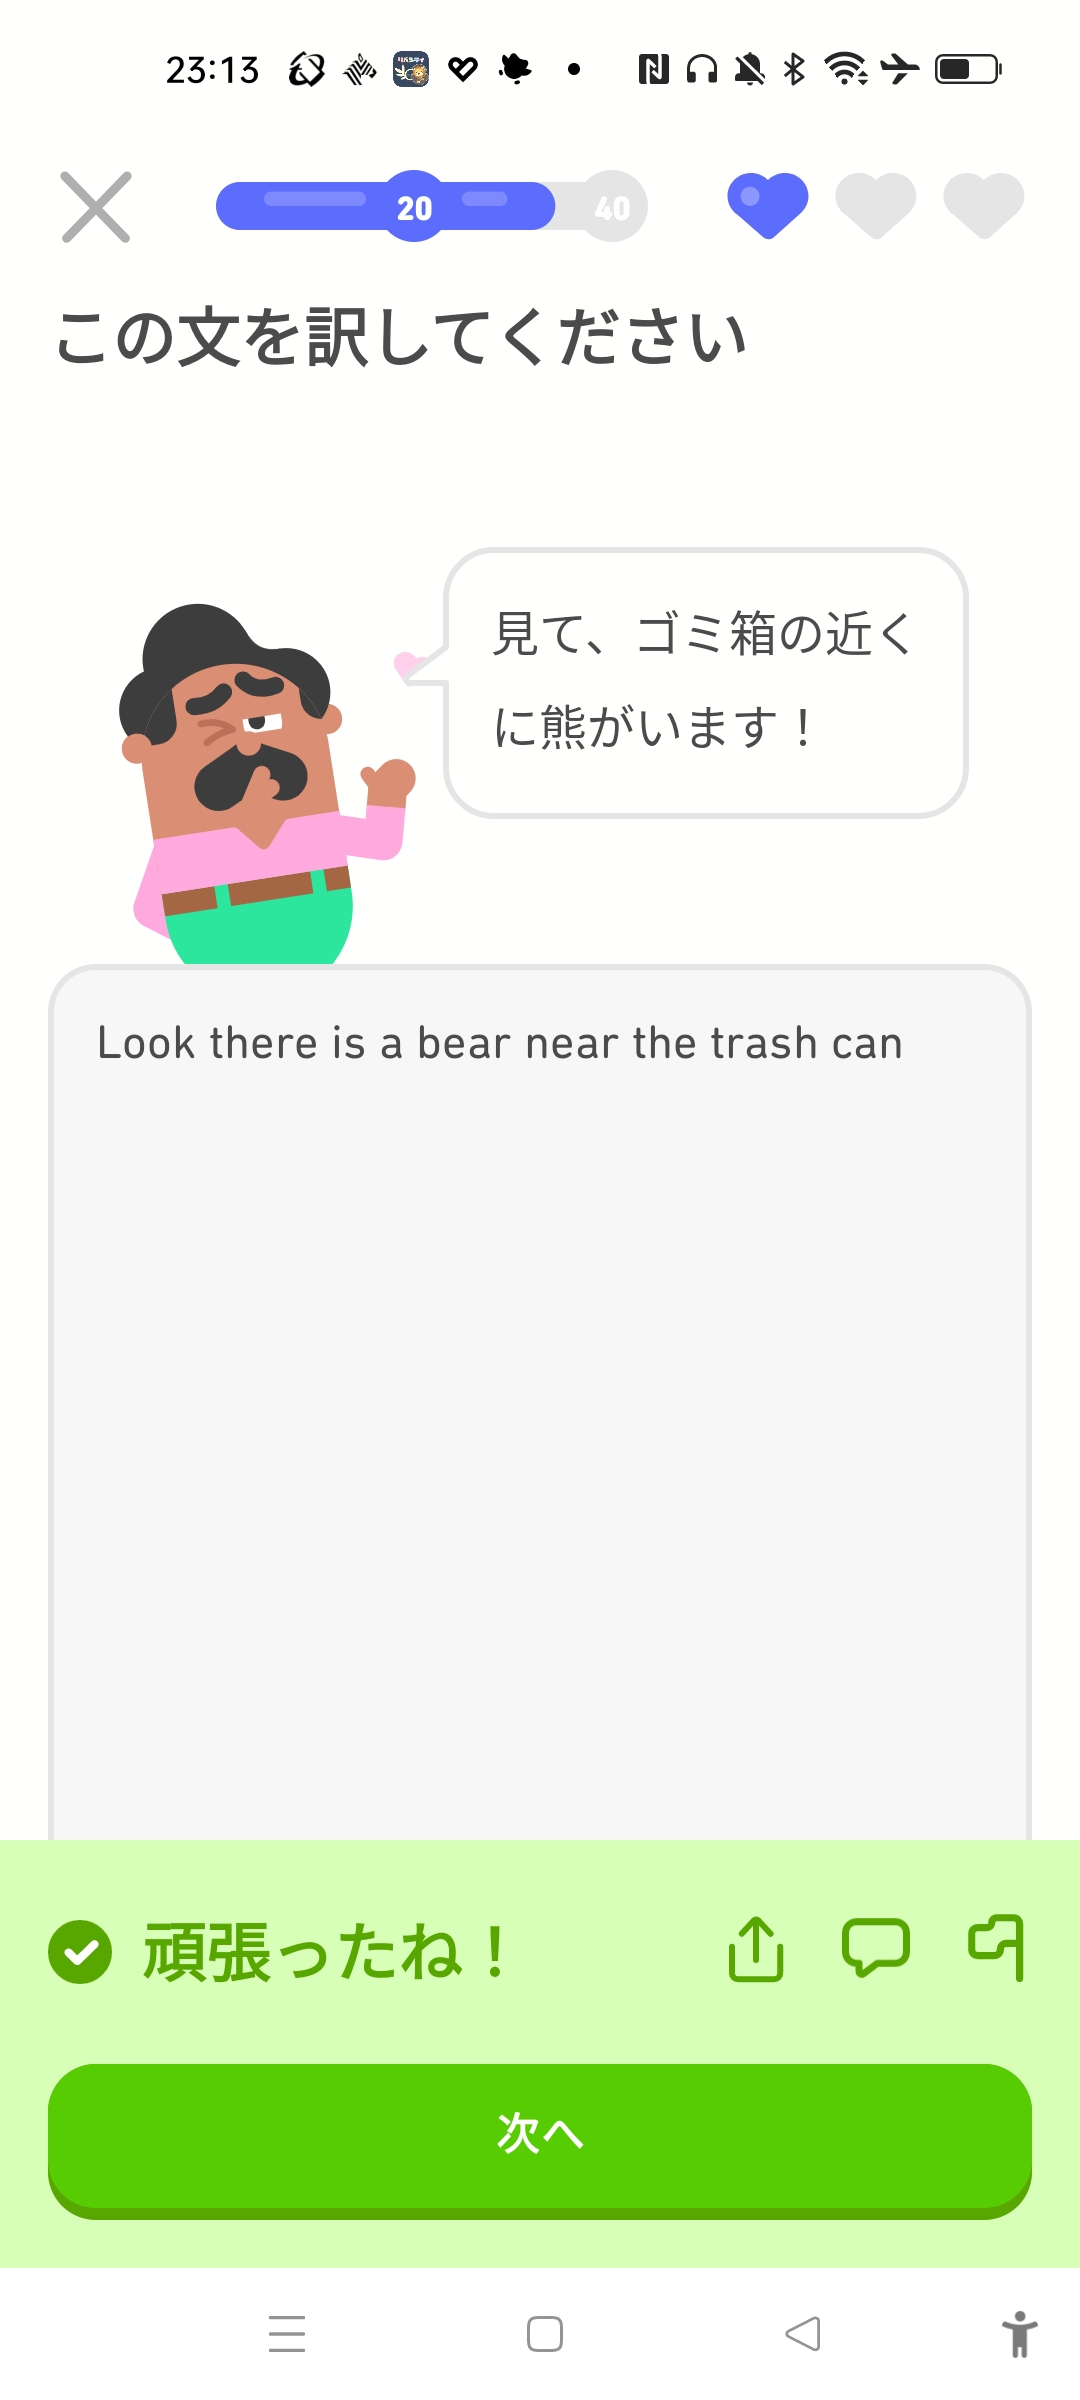 23:13
20
40
この文を訳してください
見て、ゴミ箱の近く
に熊がいます！
Look there is a bear near the trash can
頑張ったね！
次へ